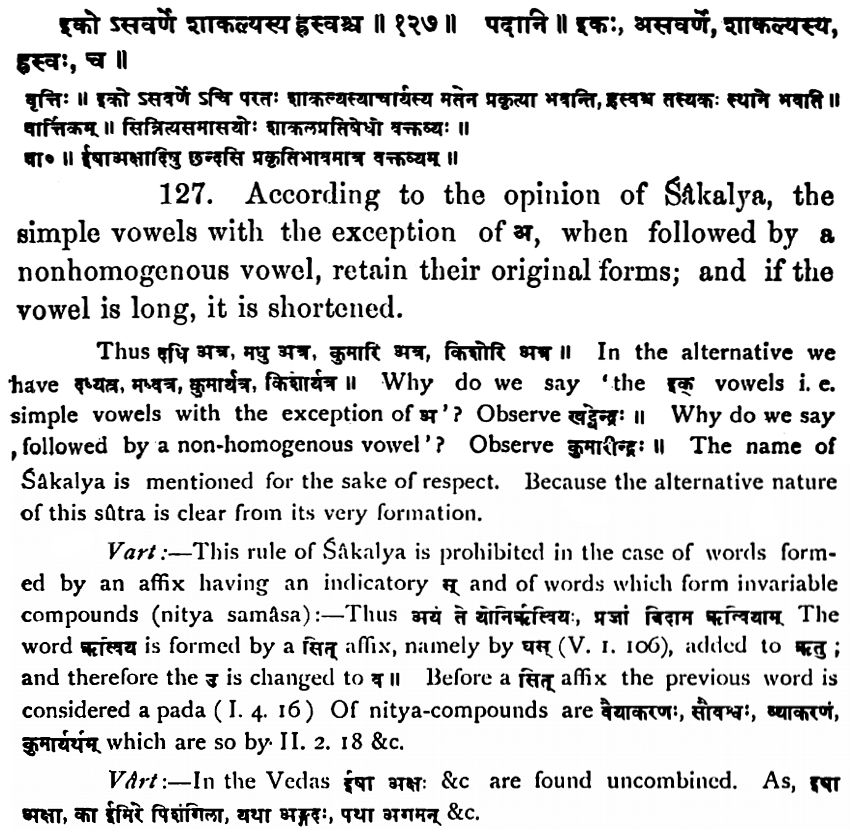 इको ऽसवर्णे शाकल्यस्य ह्रस्वश्च ॥ १२७ ॥ पदानि ॥ इकः, असवर्णे, शाकल्यस्य,
ह्रस्वः, च ॥
वृत्तिः ॥ इको ऽसवर्णे ऽचि परतः शाकल्यस्याचार्यस्य मतेन प्रकृत्या भवन्ति, ह्रस्वश्च तस्यकः स्थाने भवति ॥
वार्त्तिकम् ॥ सिन्नित्यसमासयोः शाकलप्रतिषेधो वक्तव्यः ॥
वा० ॥ ईषाअक्षादिषु छन्दसि प्रकृतिभावमात्र वक्तव्यम् ॥
127. According to the opinion of Śâkalya, the
simple vowels with the exception of अ, when followed by a
nonhomogenous vowel, retain their original forms; and if the
vowel is long, it is shortened.
Thus दधि अत्र, मधु अत्र, कुमारि अत्र, किशोरि अत्र ॥ In the alternative we
have दध्यत्र, मध्वत्र, कुमार्यत्र, किशार्यत्र ॥ Why do we say 'the इक् vowels i. e.
simple vowels with the exception of अ'? Observe खट्वेन्द्रः ॥ Why do we say
, followed by a non-homogenous vowel'? Observe कुमारीन्द्रः ॥ The name of
Śâkalya is mentioned for the sake of respect. Because the alternative nature
of this sûtra is clear from its very formation.
Vart:—This rule of Śâkalya is prohibited in the case of words form-
ed by an affix having an indicatory स् and of words which form invariable
compounds (nitya samâsa):—Thus अयं ते योनिर्ऋत्वियः, प्रजां विदाम ऋत्वियाम् The
word ऋत्विय is formed by a सित् affix, namely by घस् (V. 1. 106), added to ऋतु;
and therefore the उ is changed to व ॥ Before a सित् affix the previous word is
considered a pada (I. 4. 16) Of nitya-compounds are वैयाकरणः, सौवश्वः, व्याकरणं,
कुमार्यर्थम् which are so by II. 2. 18 &c.
Vârt:—In the Vedas ईषा अक्षः &c are found uncombined. As, इषा
अक्षा, का ईमिरे पिशंगिला, यथा अङ्गदः, पथा अगमन् &c.